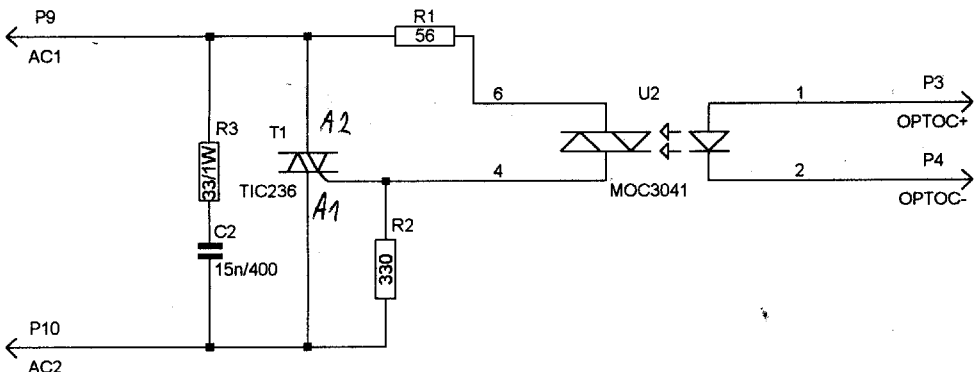 P9
AC1
R1
56
6
U2
1
P3
OPTOC+
R3
33/1W
T1
A2
TIC236
A1
4
MOC3041
2
P4
OPTOC-
C2
15n/400
R2
330
P10
AC2